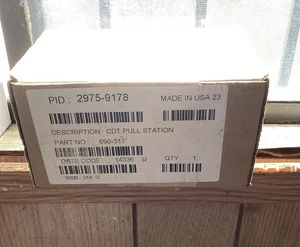 PID: 2975-9178 MADE IN USA 23
DESCRIPTION: CDT PULL STATION
PART NO. 690-317
DATE CODE 14336 R QTY 1